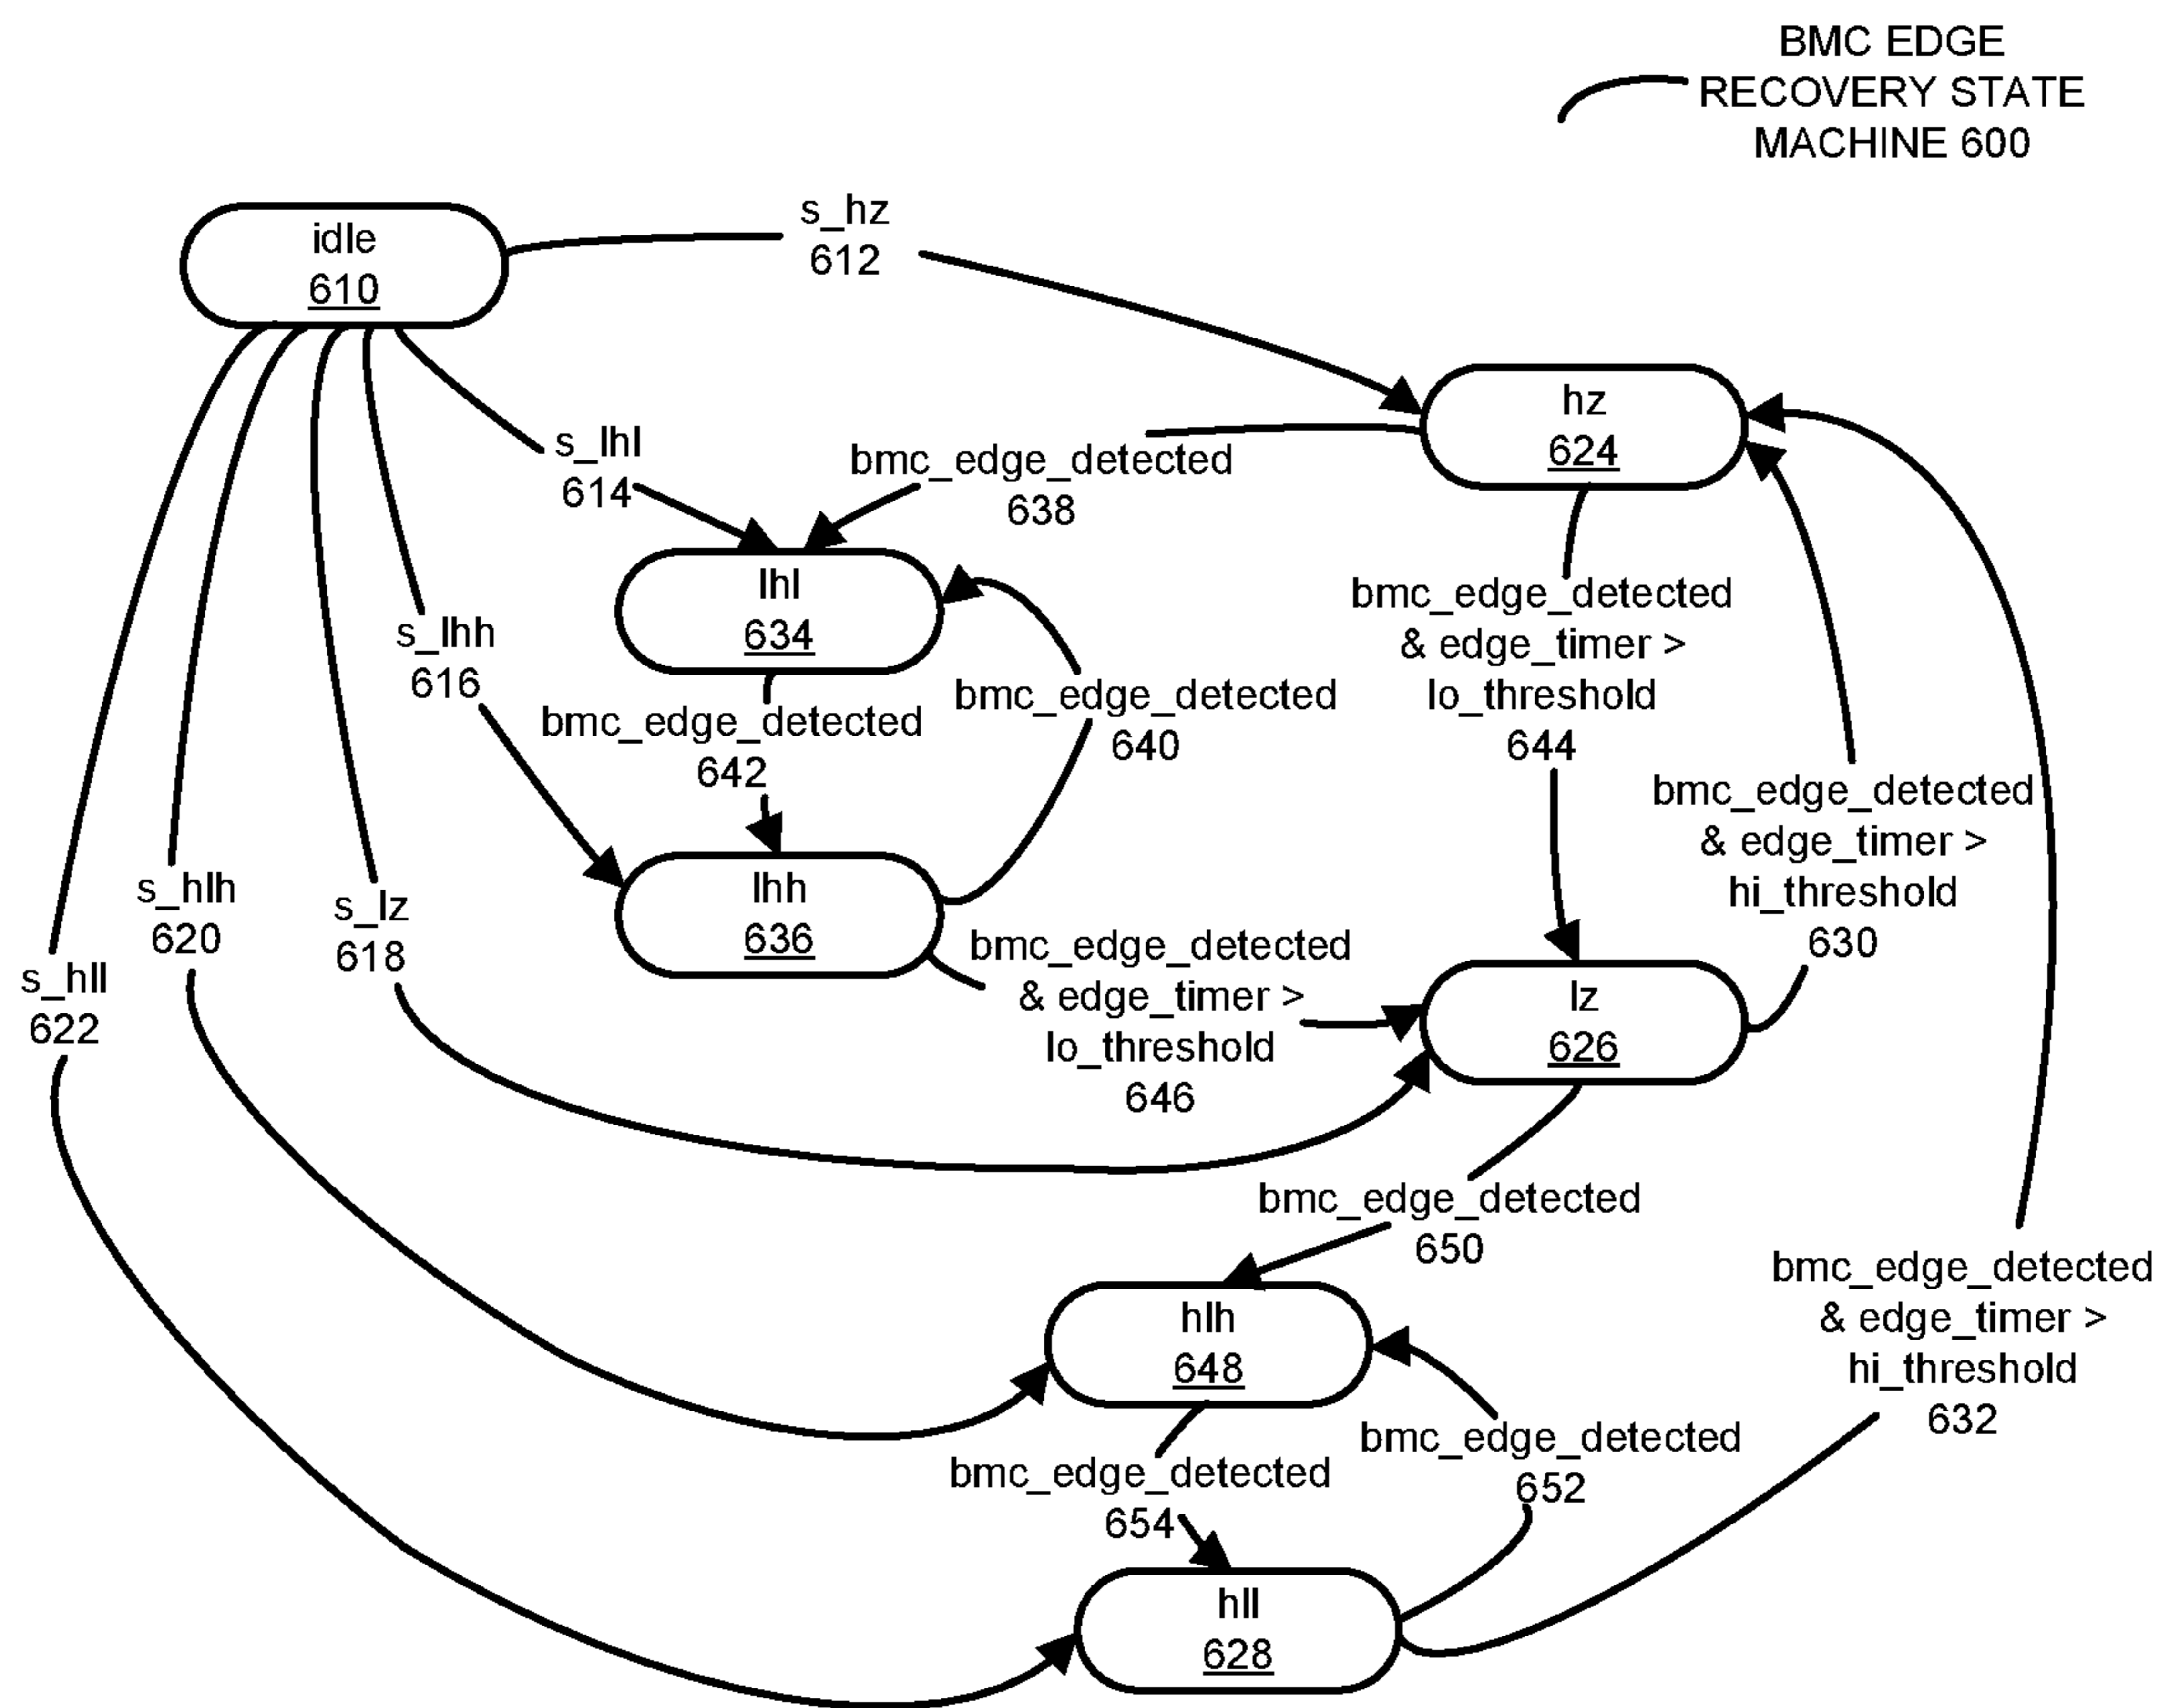 BMC EDGE
RECOVERY STATE
MACHINE 600
idle
610
s_hz
612
hz
624
s_lhl
614
bmc_edge_detected
638
lhl
634
s_lhh
616
bmc_edge_detected
642
bmc_edge_detected
640
bmc_edge_detected
& edge_timer >
lo_threshold
644
bmc_edge_detected
& edge_timer >
hi_threshold
630
lhh
636
s_hlh
620
s_lz
618
s_hll
622
bmc_edge_detected
& edge_timer >
lo_threshold
646
lz
626
bmc_edge_detected
650
hlh
648
bmc_edge_detected
& edge_timer >
hi_threshold
632
bmc_edge_detected
654
bmc_edge_detected
652
hll
628